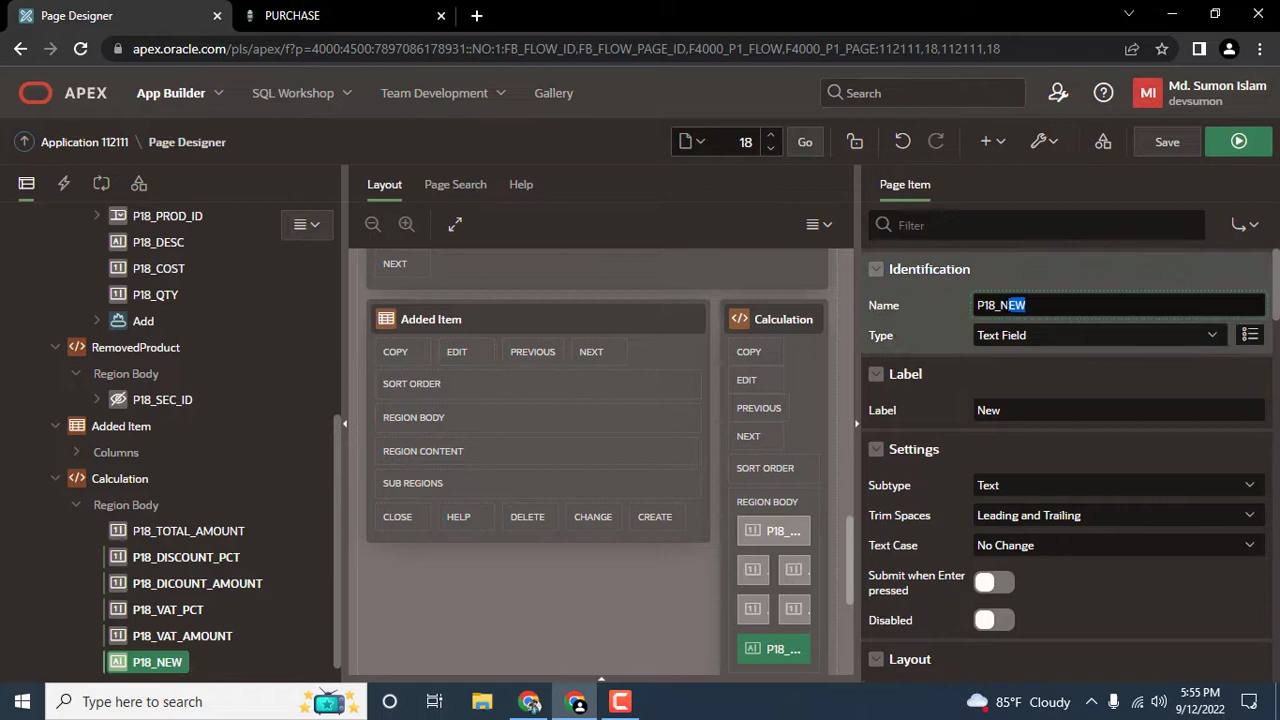 Page Designer
PURCHASE
apex.oracle.com/pls/apex/f?p=4000:4500:7897086178931::NO:1:FB_FLOW_ID,FB_FLOW_PAGE_ID,F4000_P1_FLOW,F4000_P1_PAGE:112111,18,112111,18
APEX
App Builder
SQL Workshop
Team Development
Gallery
Search
MI
Md. Sumon Islam
devsumon
Application 112111
Page Designer
18
Go
Save
Layout
Page Search
Help
Page Item
P18_PROD_ID
P18_DESC
P18_COST
P18_QTY
Add
RemovedProduct
Region Body
P18_SEC_ID
Added Item
Columns
Calculation
Region Body
P18_TOTAL_AMOUNT
P18_DISCOUNT_PCT
P18_DICOUNT_AMOUNT
P18_VAT_PCT
P18_VAT_AMOUNT
P18_NEW
NEXT
Added Item
COPY
EDIT
PREVIOUS
NEXT
SORT ORDER
REGION BODY
REGION CONTENT
SUB REGIONS
CLOSE
HELP
DELETE
CHANGE
CREATE
Calculation
COPY
EDIT
PREVIOUS
NEXT
SORT ORDER
REGION BODY
P18_...
P18_...
Filter
Identification
Name
P18_NEW
Type
Text Field
Label
Label
New
Settings
Subtype
Text
Trim Spaces
Leading and Trailing
Text Case
No Change
Submit when Enter
pressed
Disabled
Layout
Type here to search
85°F Cloudy
5:55 PM
9/12/2022